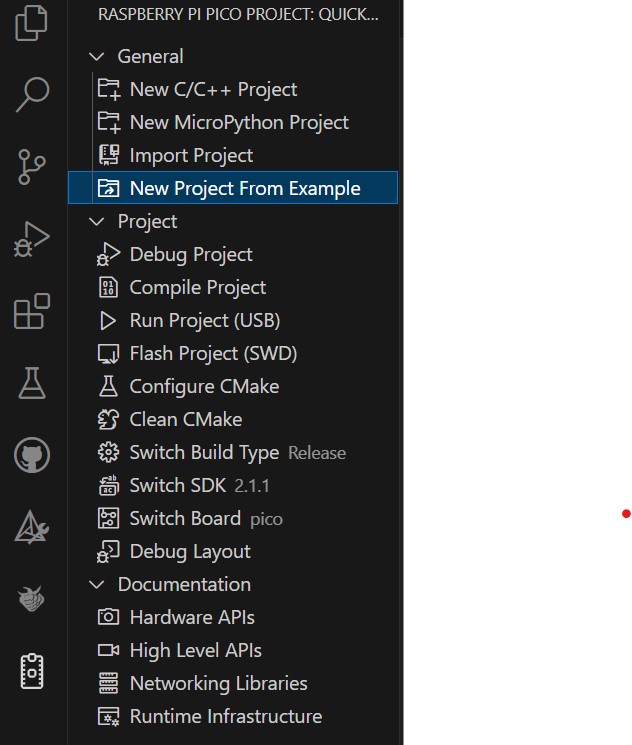 RASPBERRY PI PICO PROJECT: QUICK...
General
New C/C++ Project
New MicroPython Project
Import Project
New Project From Example
Project
Debug Project
Compile Project
Run Project (USB)
Flash Project (SWD)
Configure CMake
Clean CMake
Switch Build Type Release
Switch SDK 2.1.1
Switch Board pico
Debug Layout
Documentation
Hardware APIs
High Level APIs
Networking Libraries
Runtime Infrastructure